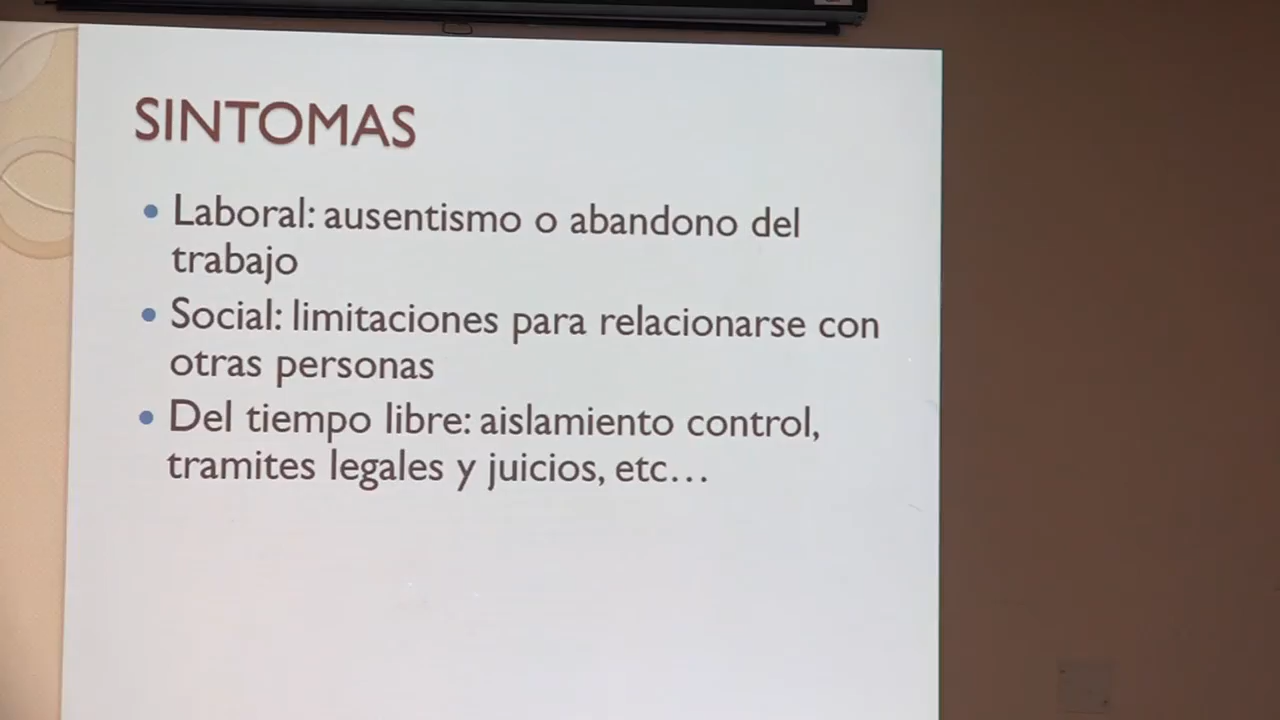 SINTOMAS
• Laboral: ausentismo o abandono del
trabajo
• Social: limitaciones para relacionarse con
otras personas
• Del tiempo libre: aislamiento control,
tramites legales y juicios, etc…